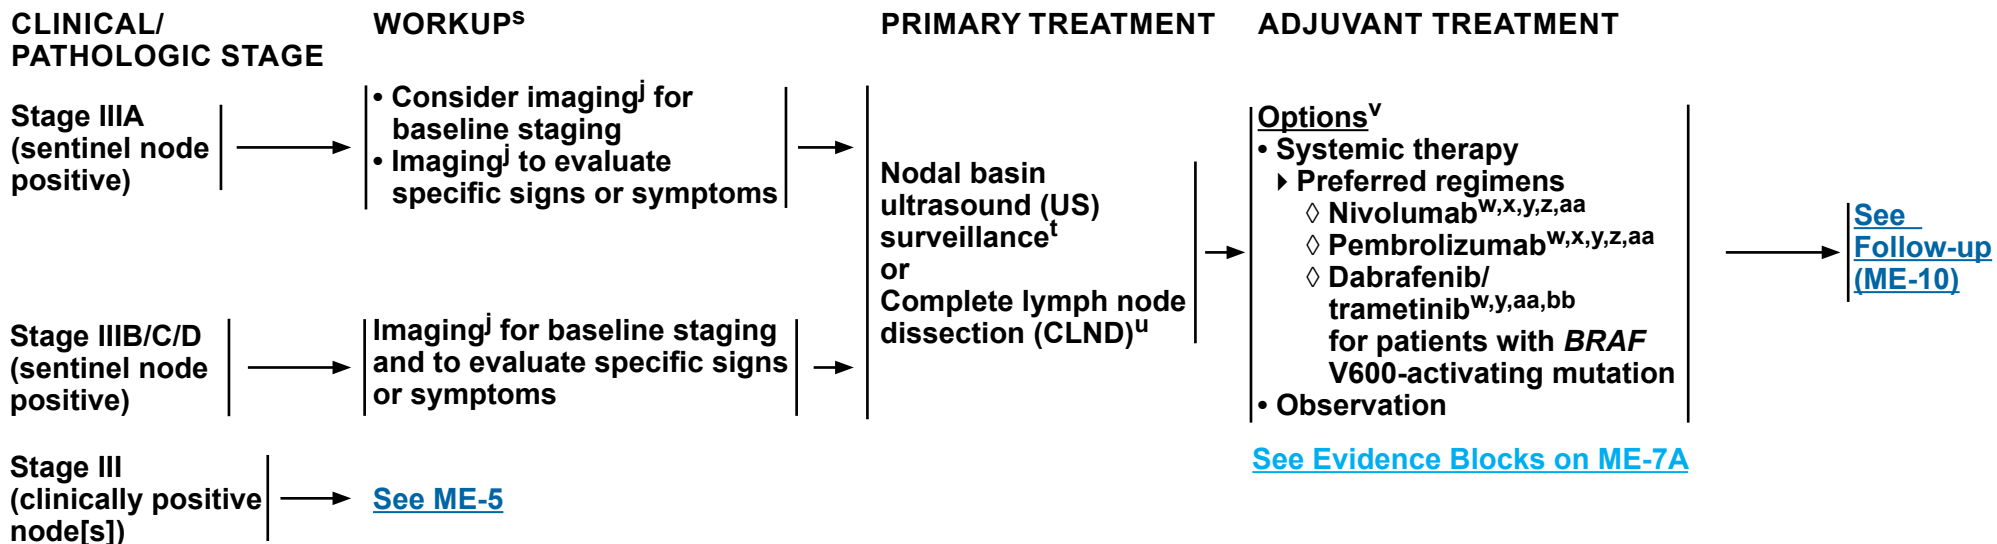 CLINICAL/
PATHOLOGIC STAGE
WORKUPs
PRIMARY TREATMENT
ADJUVANT TREATMENT
Stage IIIA
(sentinel node
positive)
• Consider imagingj for
baseline staging
• Imagingj to evaluate
specific signs or symptoms
Stage IIIB/C/D
(sentinel node
positive)
Imagingj for baseline staging
and to evaluate specific signs
or symptoms
Nodal basin
ultrasound (US)
surveillancet
or
Complete lymph node
dissection (CLND)u
Optionsv
• Systemic therapy
▸ Preferred regimens
◊ Nivolumabw,x,y,z,aa
◊ Pembrolizumabw,x,y,z,aa
◊ Dabrafenib/
trametinibw,y,aa,bb
for patients with BRAF
V600-activating mutation
• Observation
See Evidence Blocks on ME-7A
See
Follow-up
(ME-10)
Stage III
(clinically positive
node[s])
See ME-5